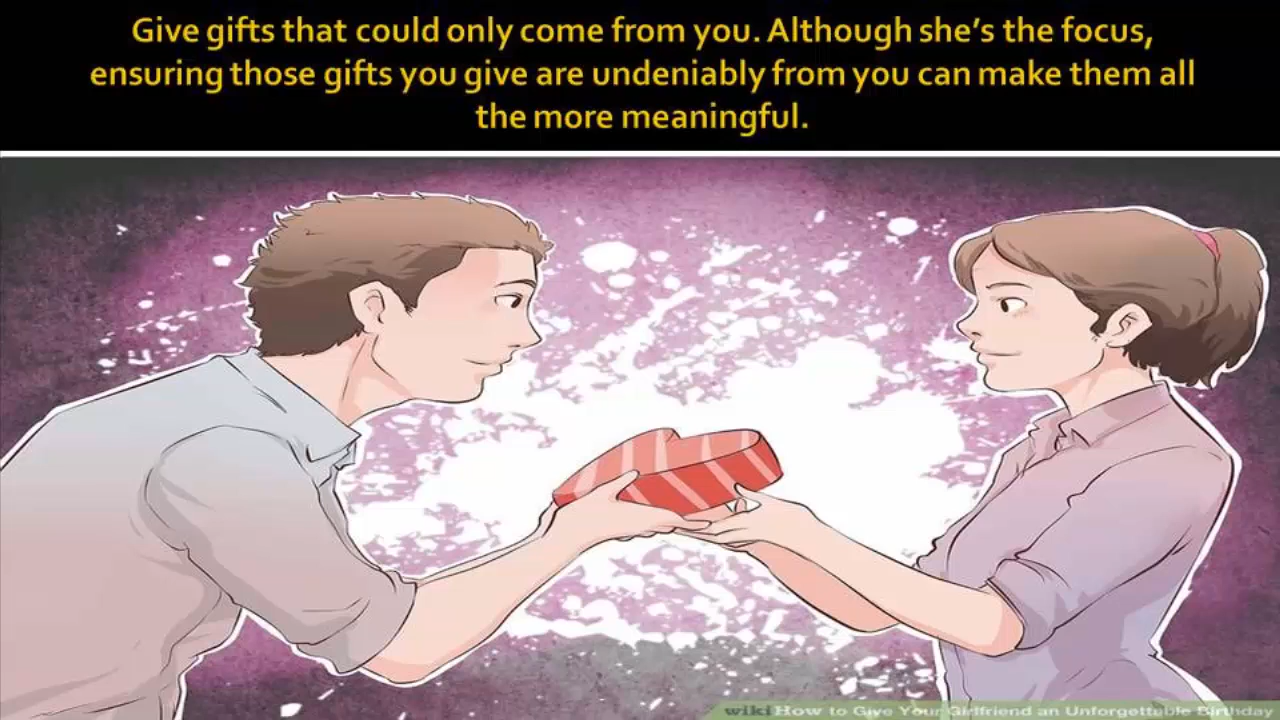 Give gifts that could only come from you. Although she's the focus,
ensuring those gifts you give are undeniably from you can make them all
the more meaningful.
wikiHow to Give Your Girlfriend an Unforgettable Birthday